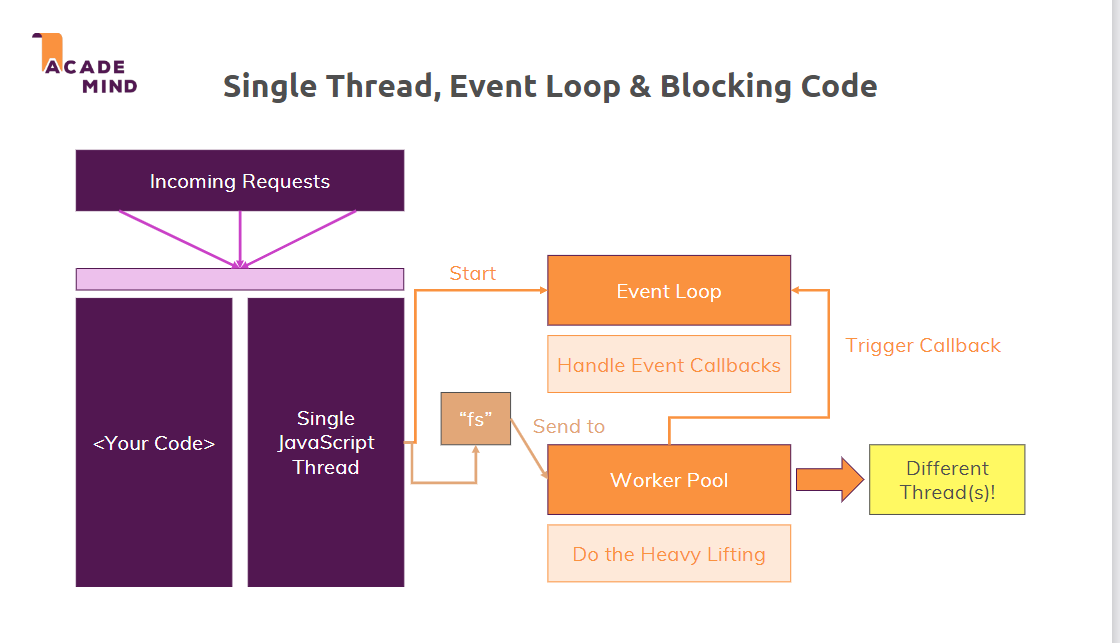 ACADE
MIND
Single Thread, Event Loop & Blocking Code
Incoming Requests
Start
Event Loop
Trigger Callback
Handle Event Callbacks
<Your Code>
Single
JavaScript
Thread
“fs”
Send to
Worker Pool
Different
Thread(s)!
Do the Heavy Lifting